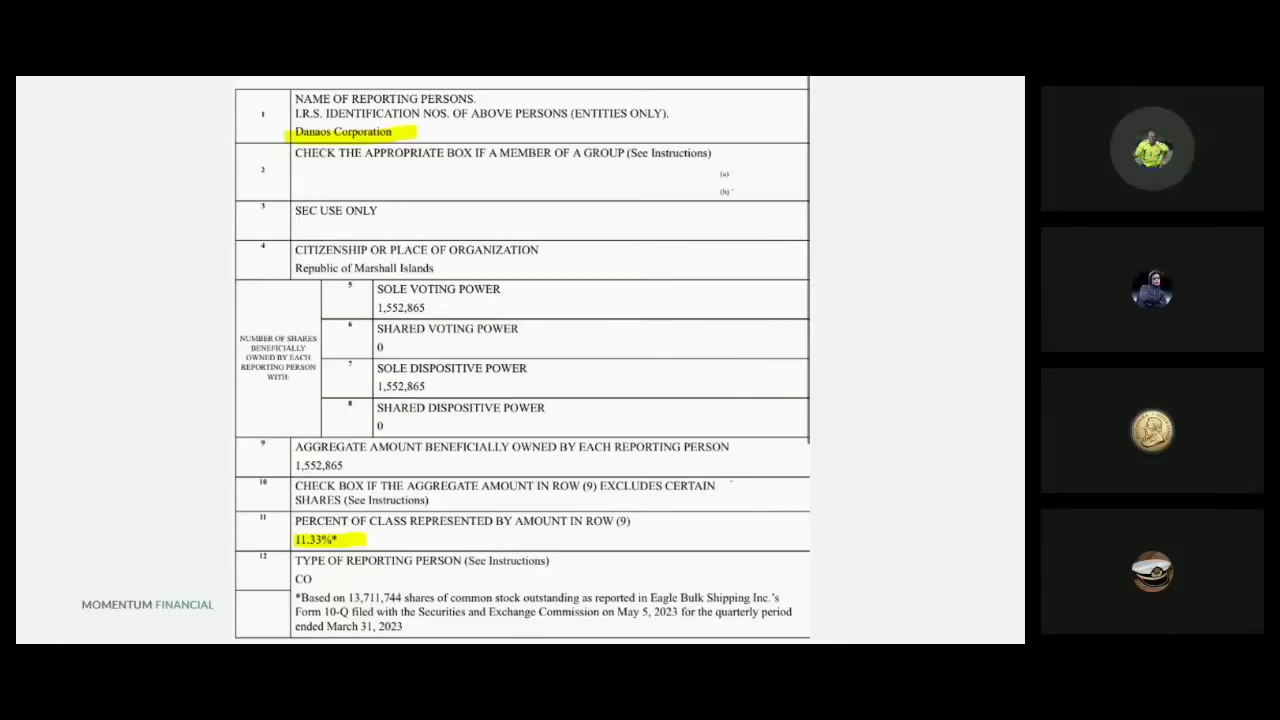 1
NAME OF REPORTING PERSONS.
I.R.S. IDENTIFICATION NOS. OF ABOVE PERSONS (ENTITIES ONLY).
Danaos Corporation
2
CHECK THE APPROPRIATE BOX IF A MEMBER OF A GROUP (See Instructions)
(a) ¨
(b) ¨
3
SEC USE ONLY
4
CITIZENSHIP OR PLACE OF ORGANIZATION
Republic of Marshall Islands
NUMBER OF SHARES
BENEFICIALLY
OWNED BY EACH
REPORTING PERSON
WITH:
5
SOLE VOTING POWER
1,552,865
6
SHARED VOTING POWER
0
7
SOLE DISPOSITIVE POWER
1,552,865
8
SHARED DISPOSITIVE POWER
0
9
AGGREGATE AMOUNT BENEFICIALLY OWNED BY EACH REPORTING PERSON
1,552,865
10
CHECK BOX IF THE AGGREGATE AMOUNT IN ROW (9) EXCLUDES CERTAIN ¨
SHARES (See Instructions)
11
PERCENT OF CLASS REPRESENTED BY AMOUNT IN ROW (9)
11.33%*
12
TYPE OF REPORTING PERSON (See Instructions)
CO
*Based on 13,711,744 shares of common stock outstanding as reported in Eagle Bulk Shipping Inc.'s
Form 10-Q filed with the Securities and Exchange Commission on May 5, 2023 for the quarterly period
ended March 31, 2023
MOMENTUM FINANCIAL